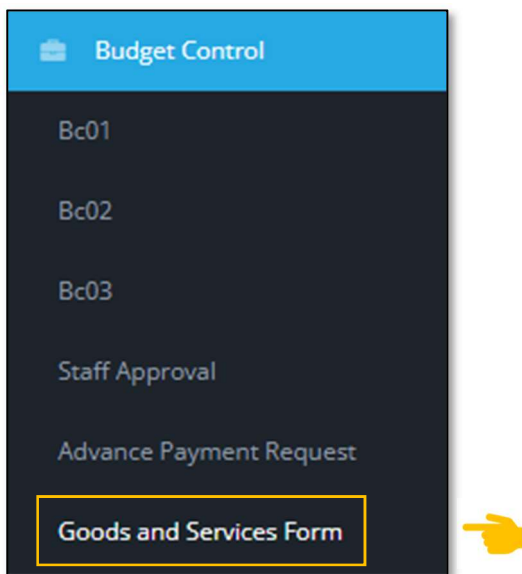 Budget Control
Bc01
Bc02
Bc03
Staff Approval
Advance Payment Request
Goods and Services Form